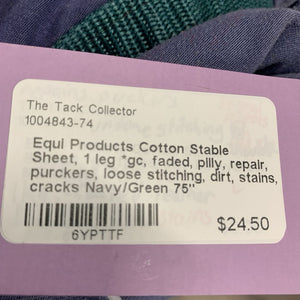 The Tack Collector
1004843-74
Equi Products Cotton Stable
Sheet, 1 leg *gc, faded, pilly, repair,
purckers, loose stitching, dirt, stains,
cracks Navy/Green 75"
$24.50
6YPTTF